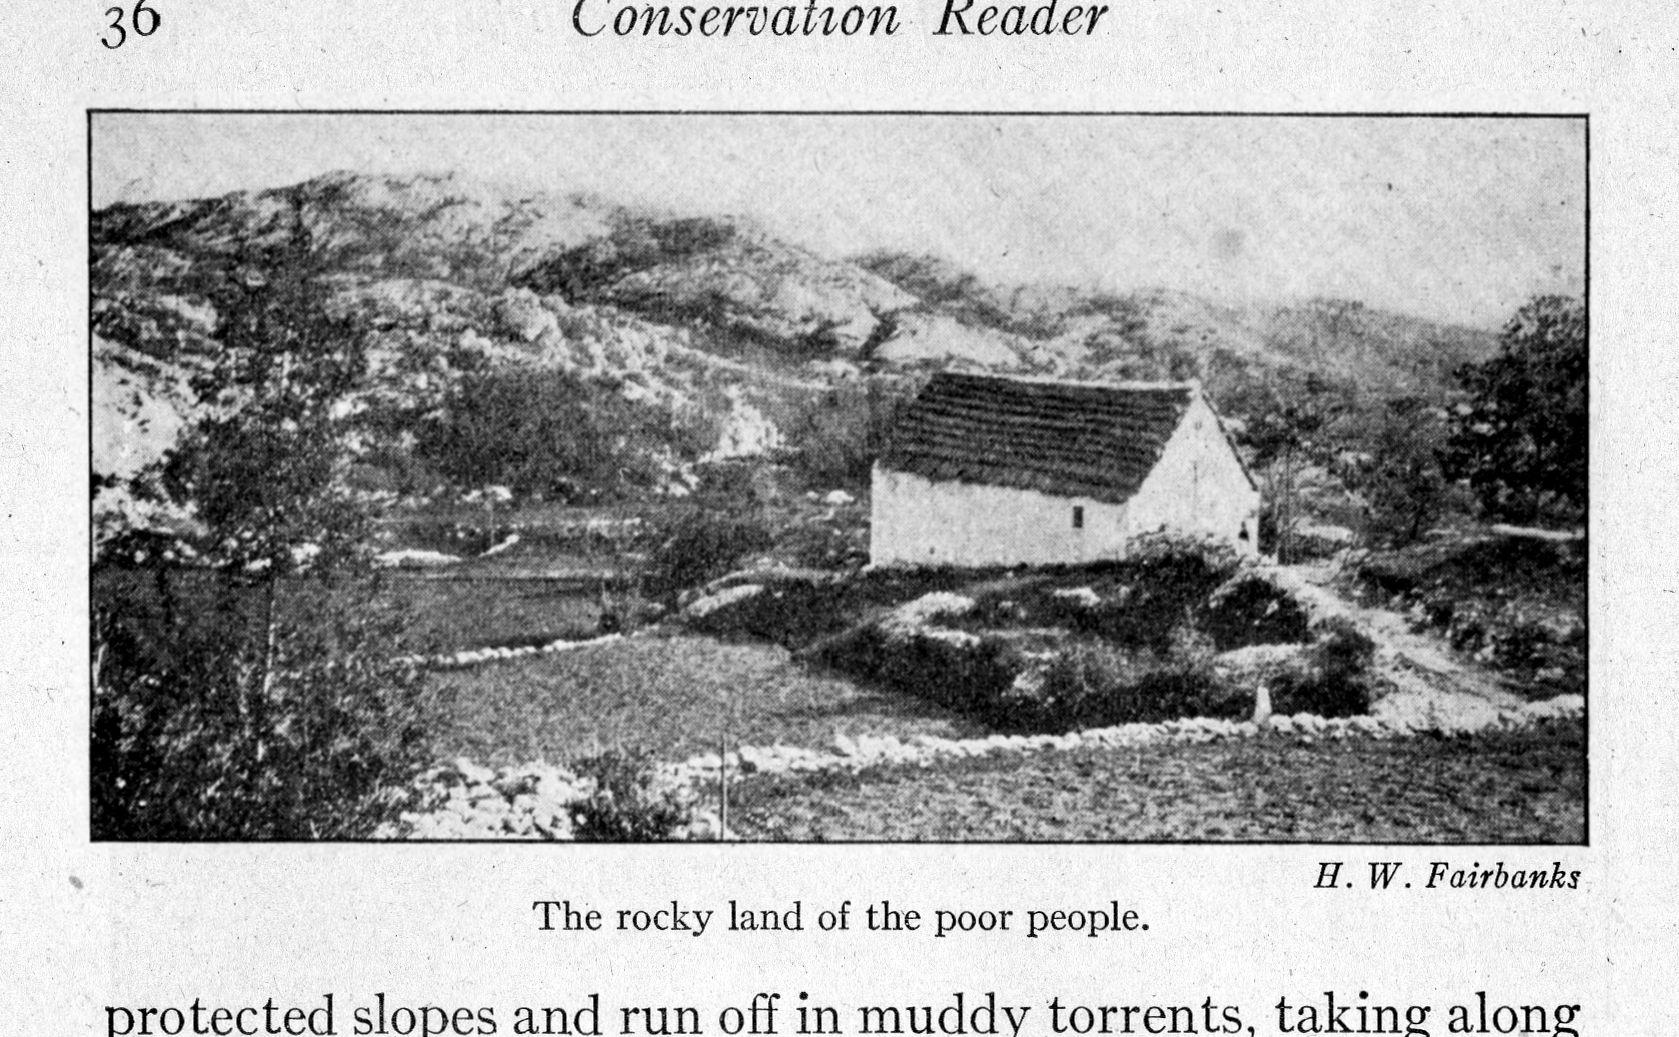 36 Conservation Reader
H. W. Fairbanks
The rocky land of the poor people.
protected slopes and run off in muddy torrents, taking along